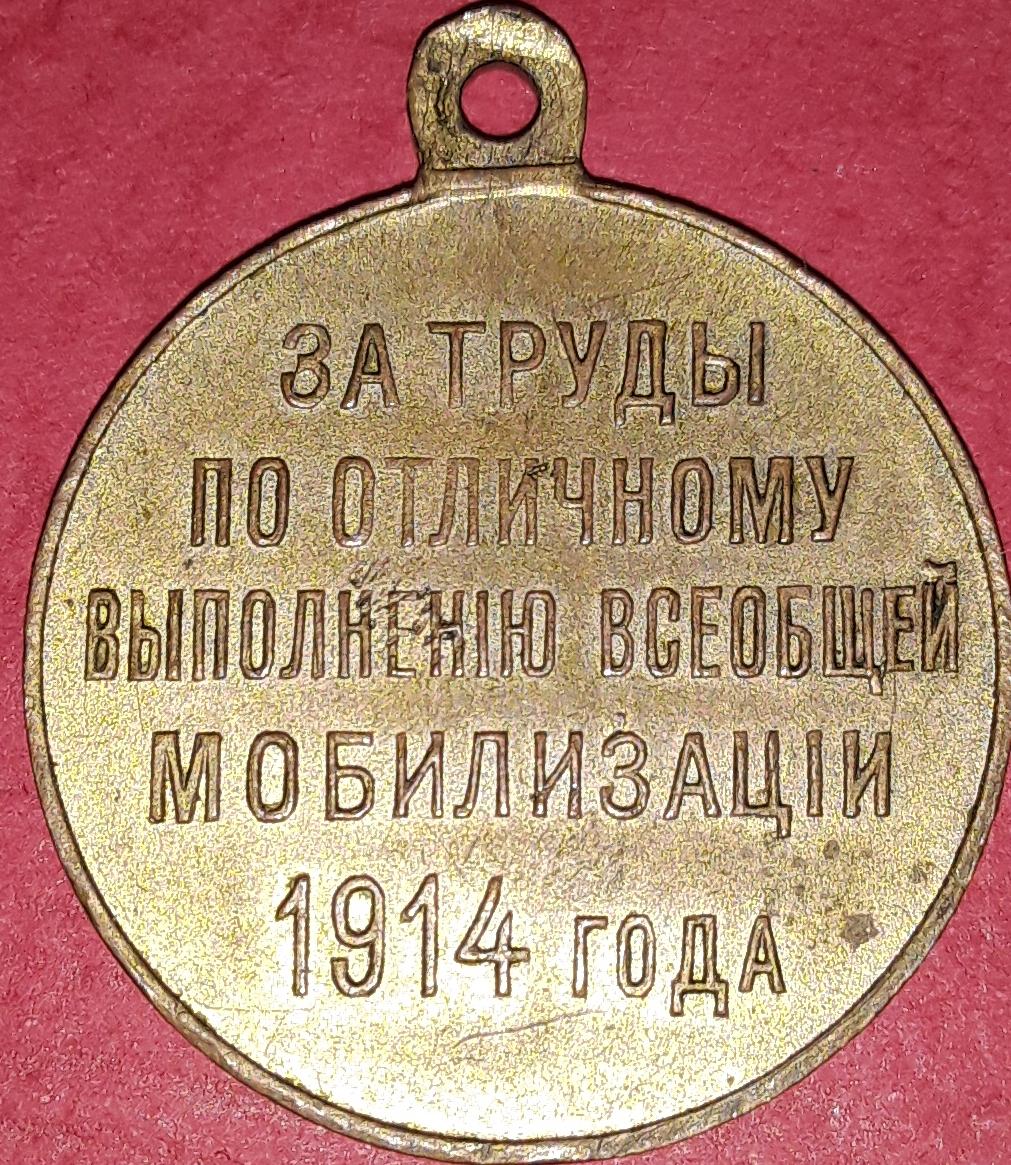 ЗА ТРУДЫ
ПО ОТЛИЧНОМУ
ВЫПОЛНЕНІЮ ВСЕОБЩЕЙ
МОБИЛИЗАЦІИ
1914 ГОДА